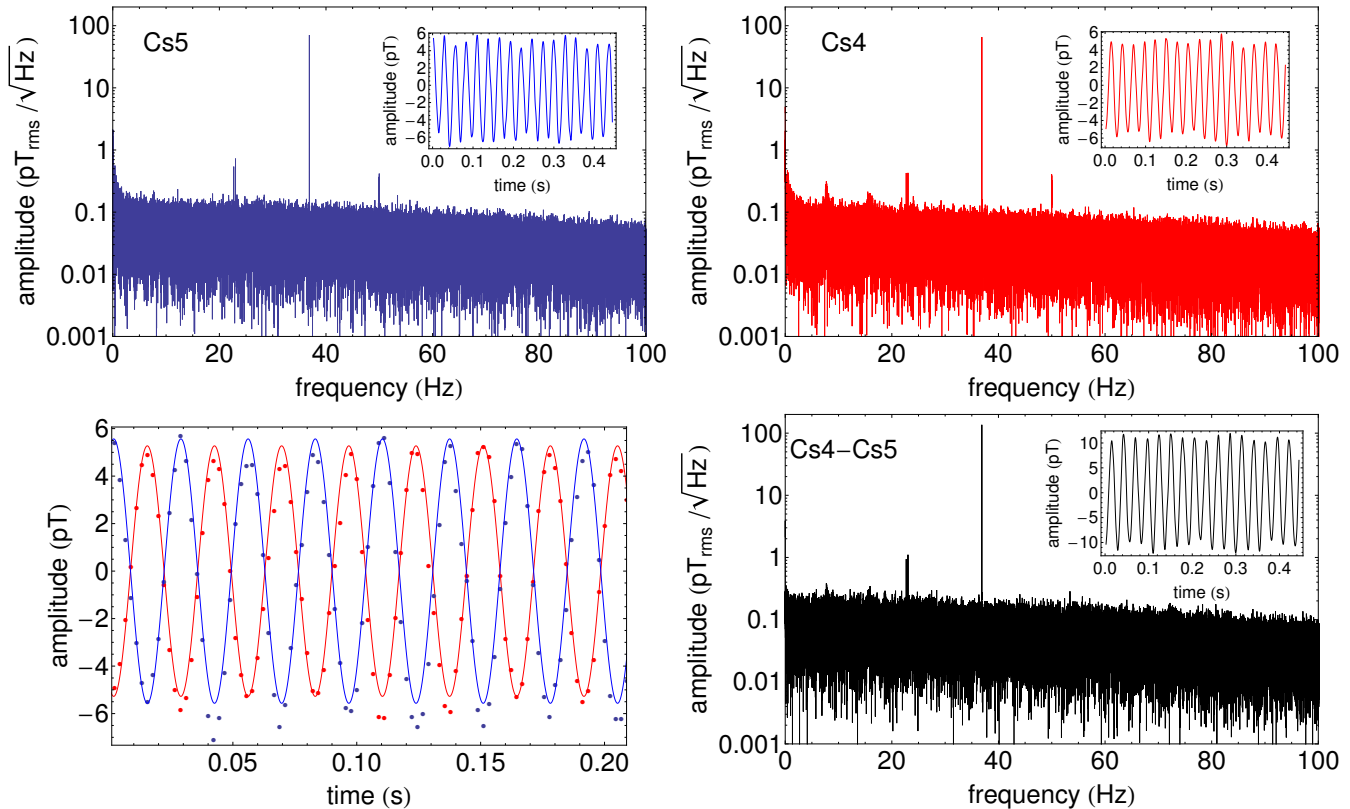 Cs5
amplitude (pT_rms /√Hz)
100
10
1
0.1
0.01
0.001
0 20 40 60 80 100
frequency (Hz)
amplitude (pT)
6
4
2
0
−2
−4
−6
0.0 0.1 0.2 0.3 0.4
time (s)
Cs4
amplitude (pT_rms /√Hz)
100
10
1
0.1
0.01
0.001
0 20 40 60 80 100
frequency (Hz)
amplitude (pT)
6
4
2
0
−2
−4
−6
0.0 0.1 0.2 0.3 0.4
time (s)
amplitude (pT)
6
4
2
0
−2
−4
−6
0.05 0.10 0.15 0.20
time (s)
Cs4−Cs5
amplitude (pT_rms /√Hz)
100
10
1
0.1
0.01
0.001
0 20 40 60 80 100
frequency (Hz)
amplitude (pT)
10
5
0
−5
−10
0.0 0.1 0.2 0.3 0.4
time (s)